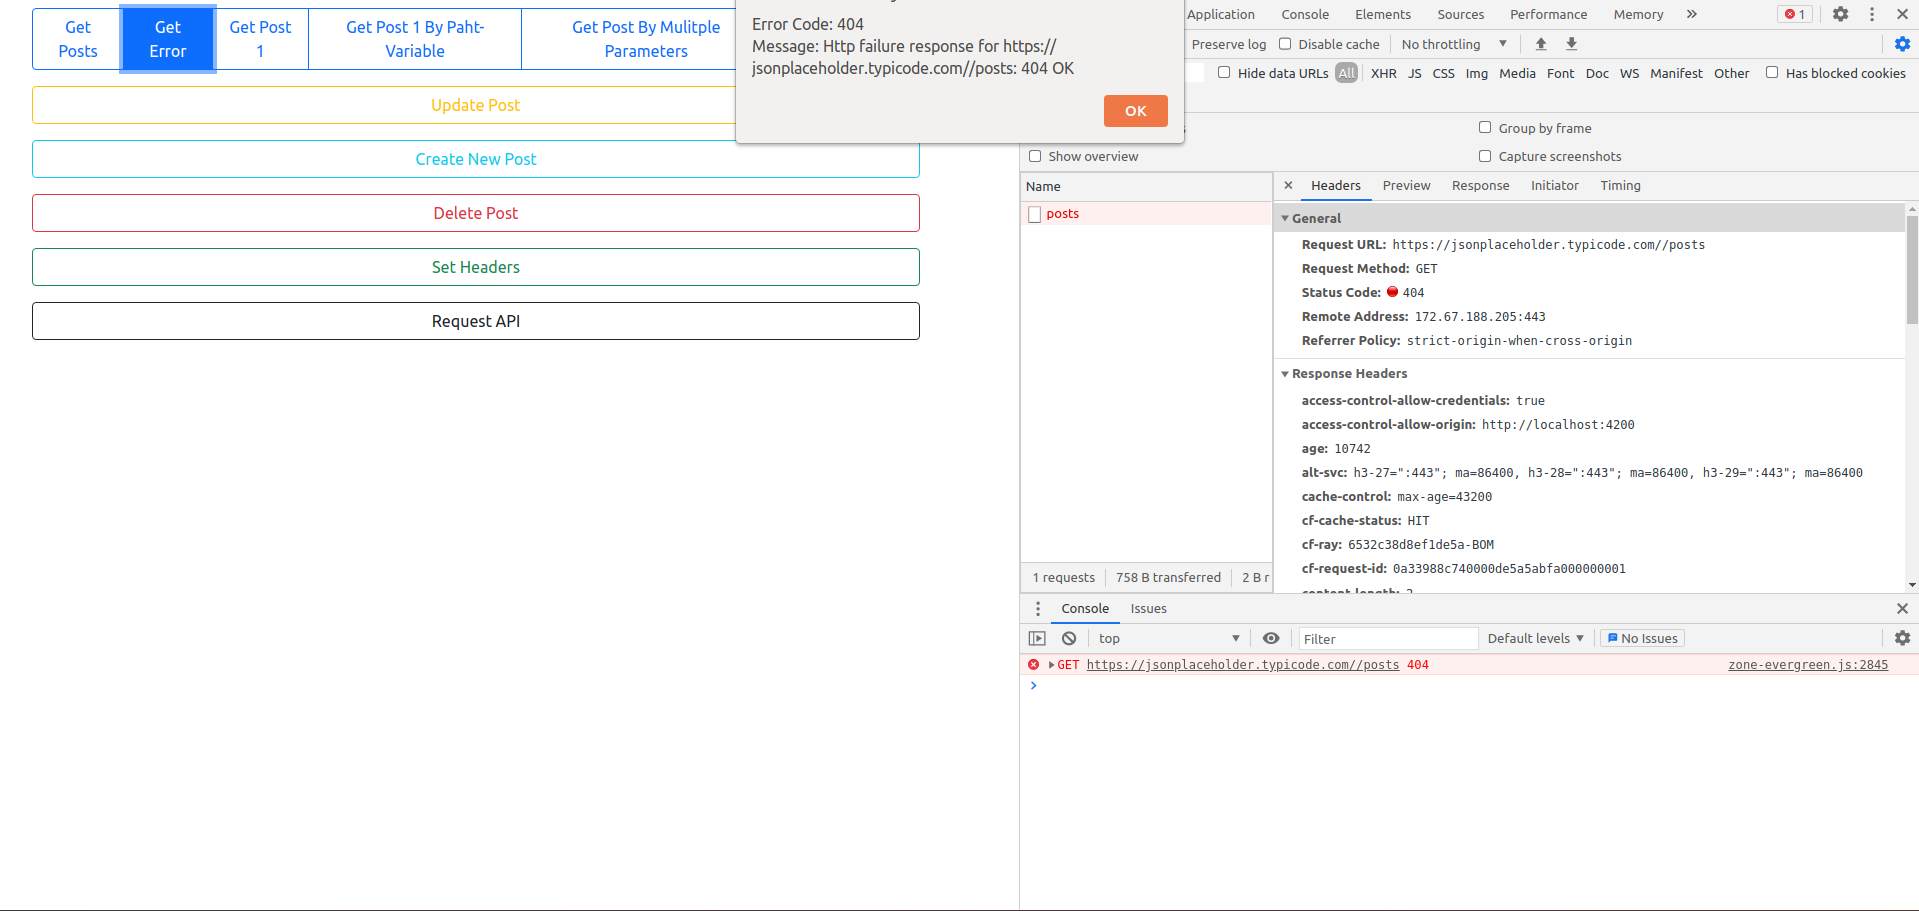 Get Posts
Get Error
Get Post 1
Get Post 1 By Paht-Variable
Get Post By Mulitple Parameters
Update Post
Create New Post
Delete Post
Set Headers
Request API
Error Code: 404
Message: Http failure response for https://
jsonplaceholder.typicode.com//posts: 404 OK
OK
Application Console Elements Sources Performance Memory 1
Preserve log Disable cache No throttling
Hide data URLs All XHR JS CSS Img Media Font Doc WS Manifest Other Has blocked cookies
Group by frame
Show overview Capture screenshots
Name
posts
1 requests 758 B transferred 2 B r
Headers Preview Response Initiator Timing
General
Request URL: https://jsonplaceholder.typicode.com//posts
Request Method: GET
Status Code: 404
Remote Address: 172.67.188.205:443
Referrer Policy: strict-origin-when-cross-origin
Response Headers
access-control-allow-credentials: true
access-control-allow-origin: http://localhost:4200
age: 10742
alt-svc: h3-27=":443"; ma=86400, h3-28=":443"; ma=86400, h3-29=":443"; ma=86400
cache-control: max-age=43200
cf-cache-status: HIT
cf-ray: 6532c38d8ef1de5a-BOM
cf-request-id: 0a33988c740000de5a5abfa000000001
content-length: 2
Console Issues
top Filter Default levels No Issues
GET https://jsonplaceholder.typicode.com//posts 404 zone-evergreen.js:2845